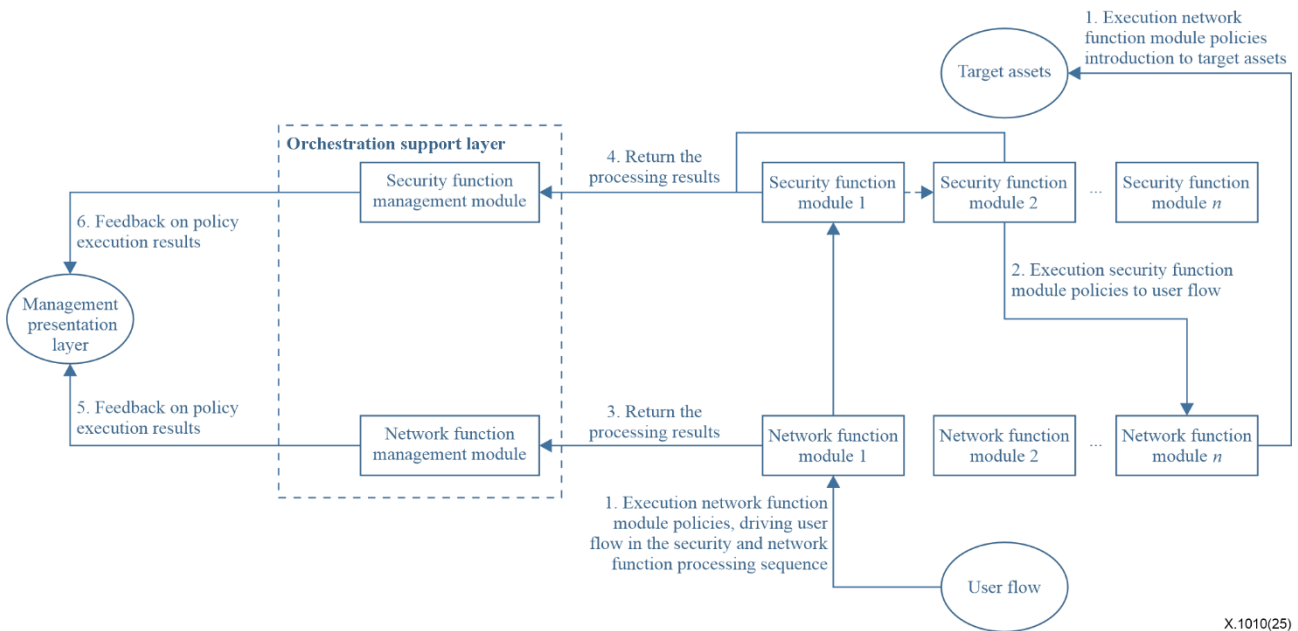 1. Execution network
function module policies
introduction to target assets
Target assets
Orchestration support layer
Security function
management module
4. Return the
processing results
Security function
module 1
Security function
module 2
...
Security function
module n
6. Feedback on policy
execution results
2. Execution security function
module policies to user flow
Management
presentation
layer
5. Feedback on policy
execution results
Network function
management module
3. Return the
processing results
Network function
module 1
Network function
module 2
...
Network function
module n
1. Execution network function
module policies, driving user
flow in the security and network
function processing sequence
User flow
X.1010(25)